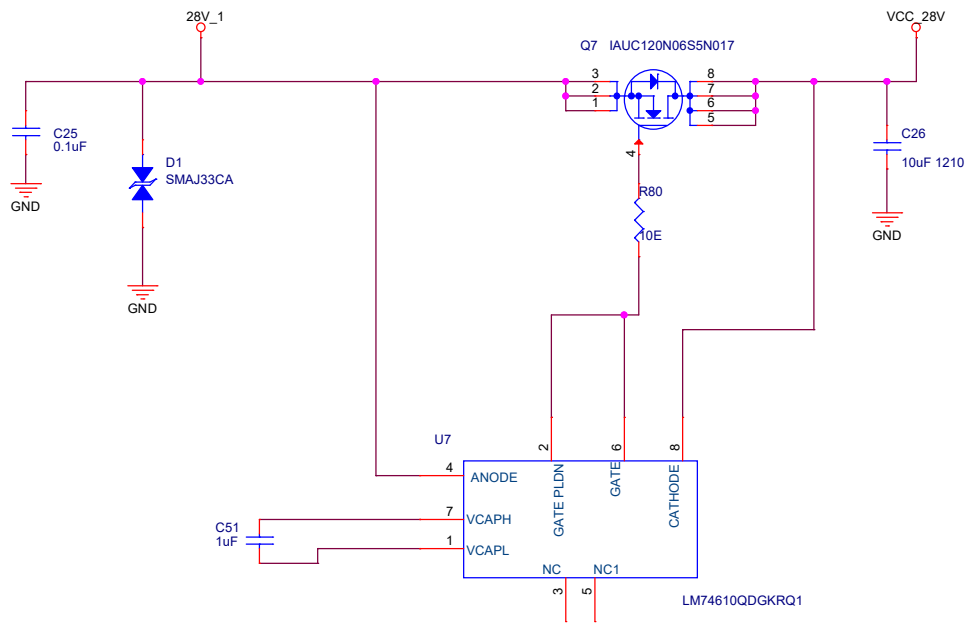 28V_1
VCC_28V
Q7 IAUC120N06S5N017
3
2
1
8
7
6
5
4
C25
0.1uF
GND
D1
SMAJ33CA
GND
R80
10E
C26
10uF 1210
GND
U7
2
6
8
4
ANODE
GATE PLDN
GATE
CATHODE
7
VCAPH
C51
1uF
1
VCAPL
NC
NC1
3
5
LM74610QDGKRQ1